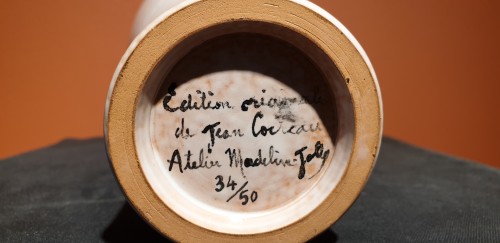 Edition originale
de Jean Cocteau
Atelier Madeline Jolly
34/50